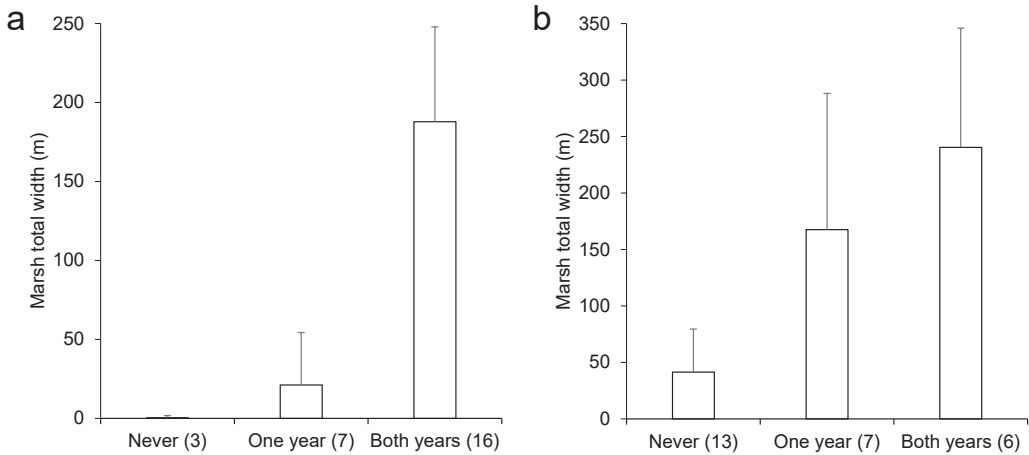 a
Marsh total width (m)
250
200
150
100
50
0
Never (3) One year (7) Both years (16)
b
Marsh total width (m)
350
300
250
200
150
100
50
0
Never (13) One year (7) Both years (6)